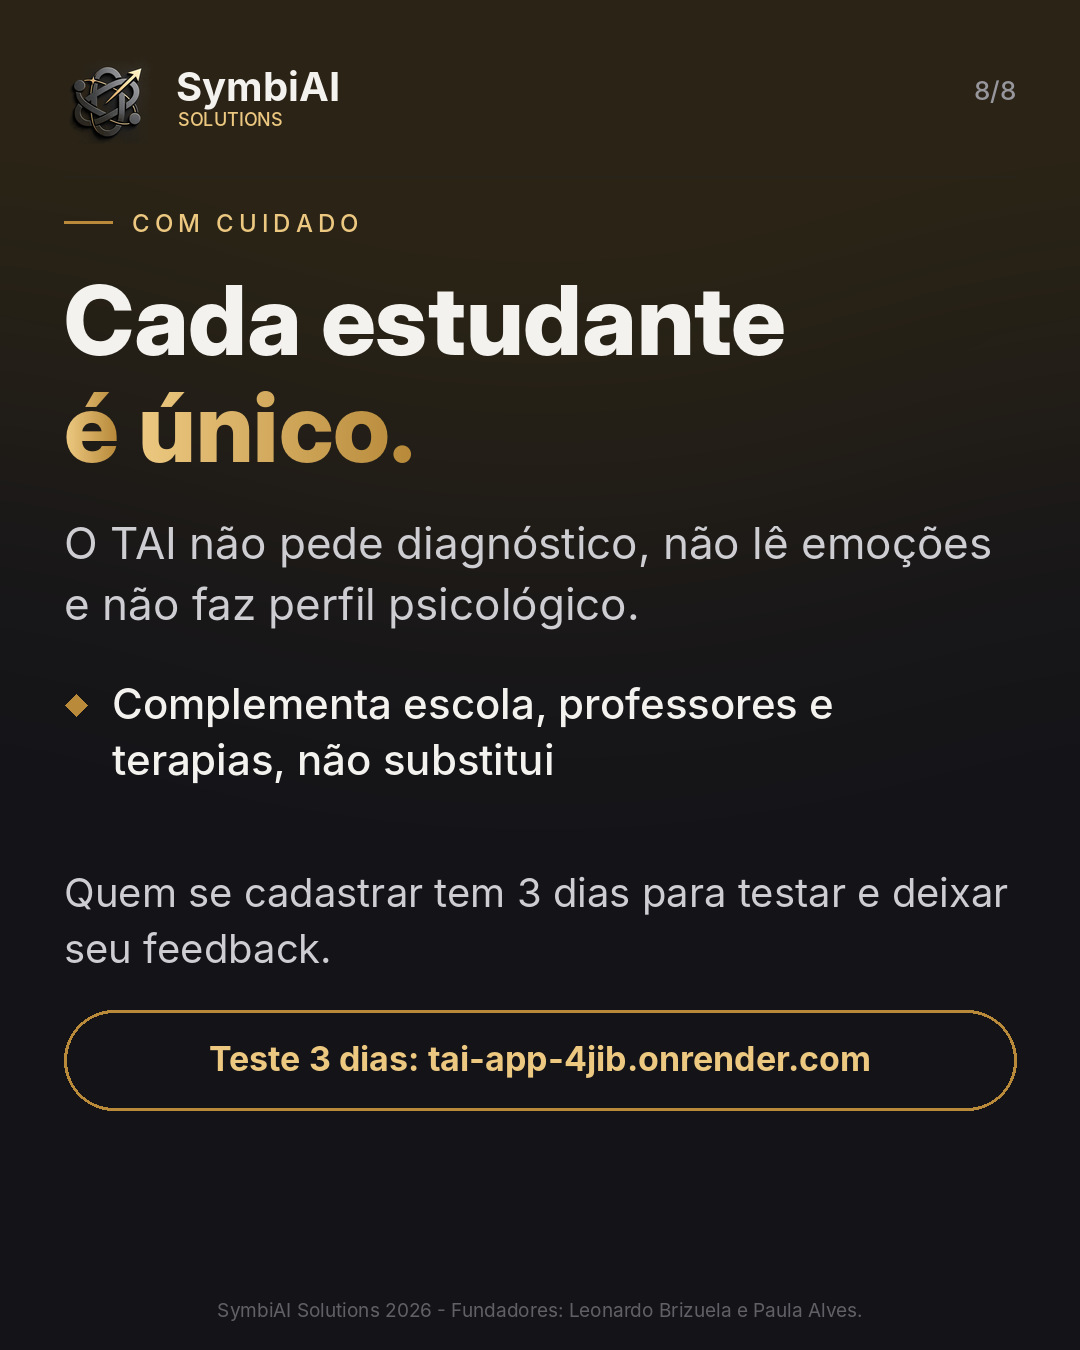 SymbiAI
SOLUTIONS
8/8
COM CUIDADO
Cada estudante
é único.
O TAI não pede diagnóstico, não lê emoções
e não faz perfil psicológico.
Complementa escola, professores e
terapias, não substitui
Quem se cadastrar tem 3 dias para testar e deixar
seu feedback.
Teste 3 dias: tai-app-4jib.onrender.com
SymbiAI Solutions 2026 - Fundadores: Leonardo Brizuela e Paula Alves.